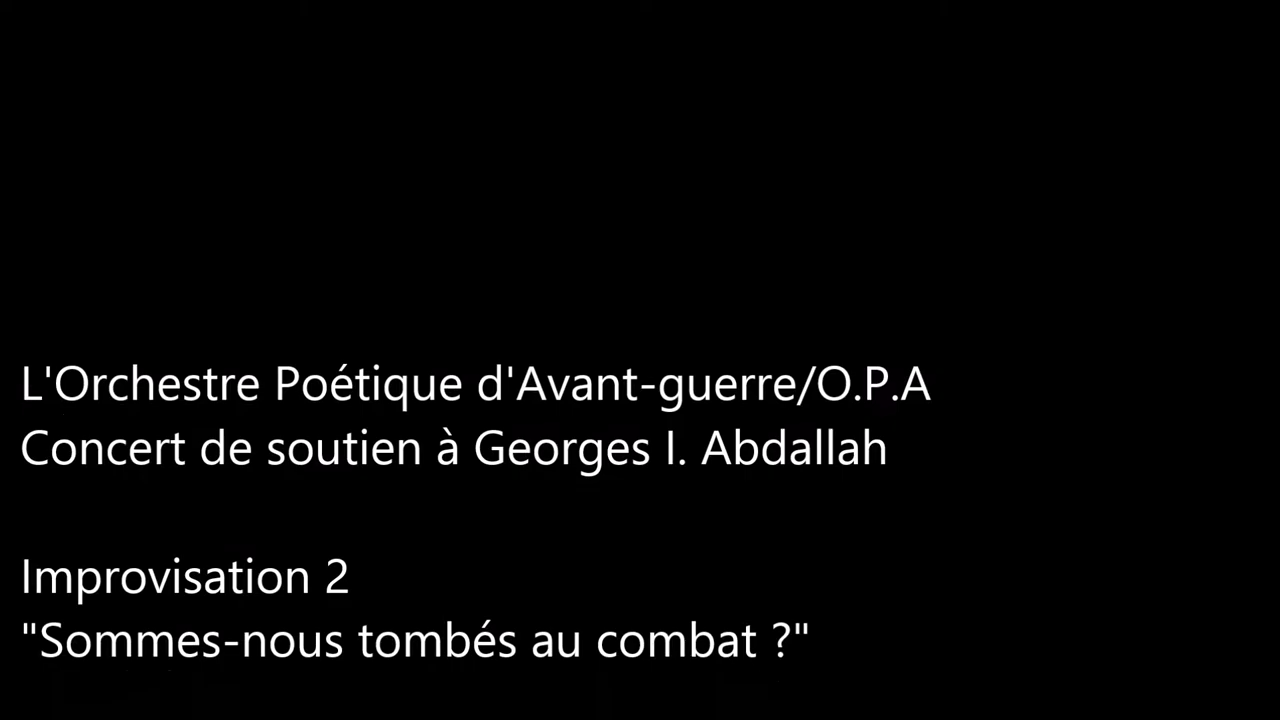 L'Orchestre Poétique d'Avant-guerre/O.P.A
Concert de soutien à Georges I. Abdallah
Improvisation 2
"Sommes-nous tombés au combat ?"